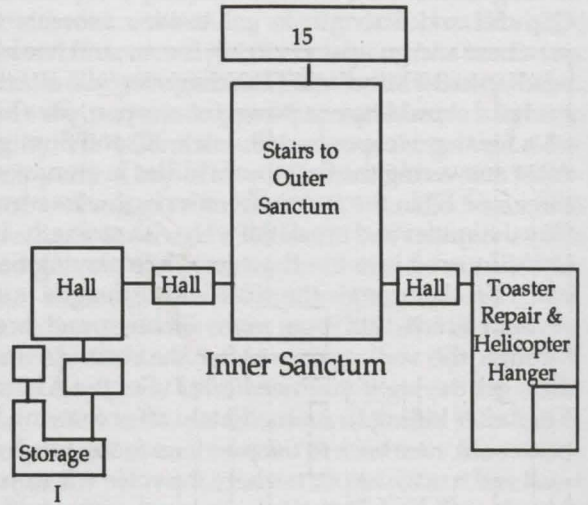 15
Stairs to
Outer
Sanctum
Hall
Hall
Hall
Toaster
Repair &
Helicopter
Hanger
Inner Sanctum
Storage
I